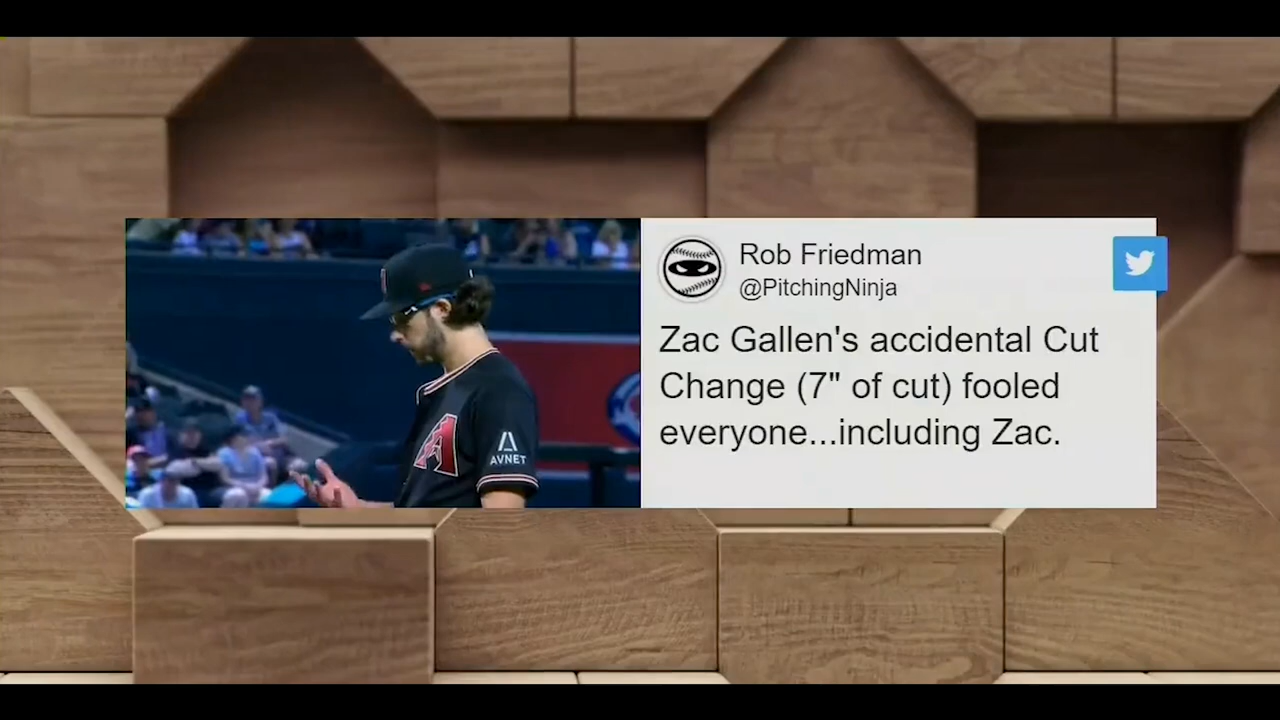 Rob Friedman
@PitchingNinja
Zac Gallen's accidental Cut
Change (7" of cut) fooled
everyone...including Zac.
A
AVNET